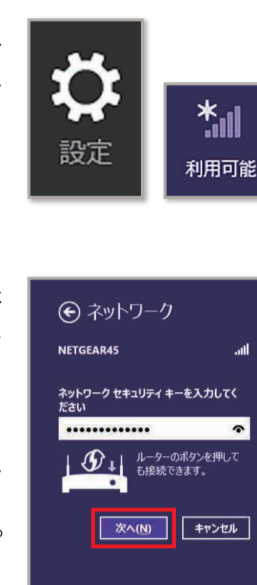 設定
利用可能
ネットワーク
NETGEAR45
ネットワーク セキュリティ キーを入力してく
ださい
•••••••••••••
ルーターのボタンを押して
も接続できます。
次へ(N)
キャンセル